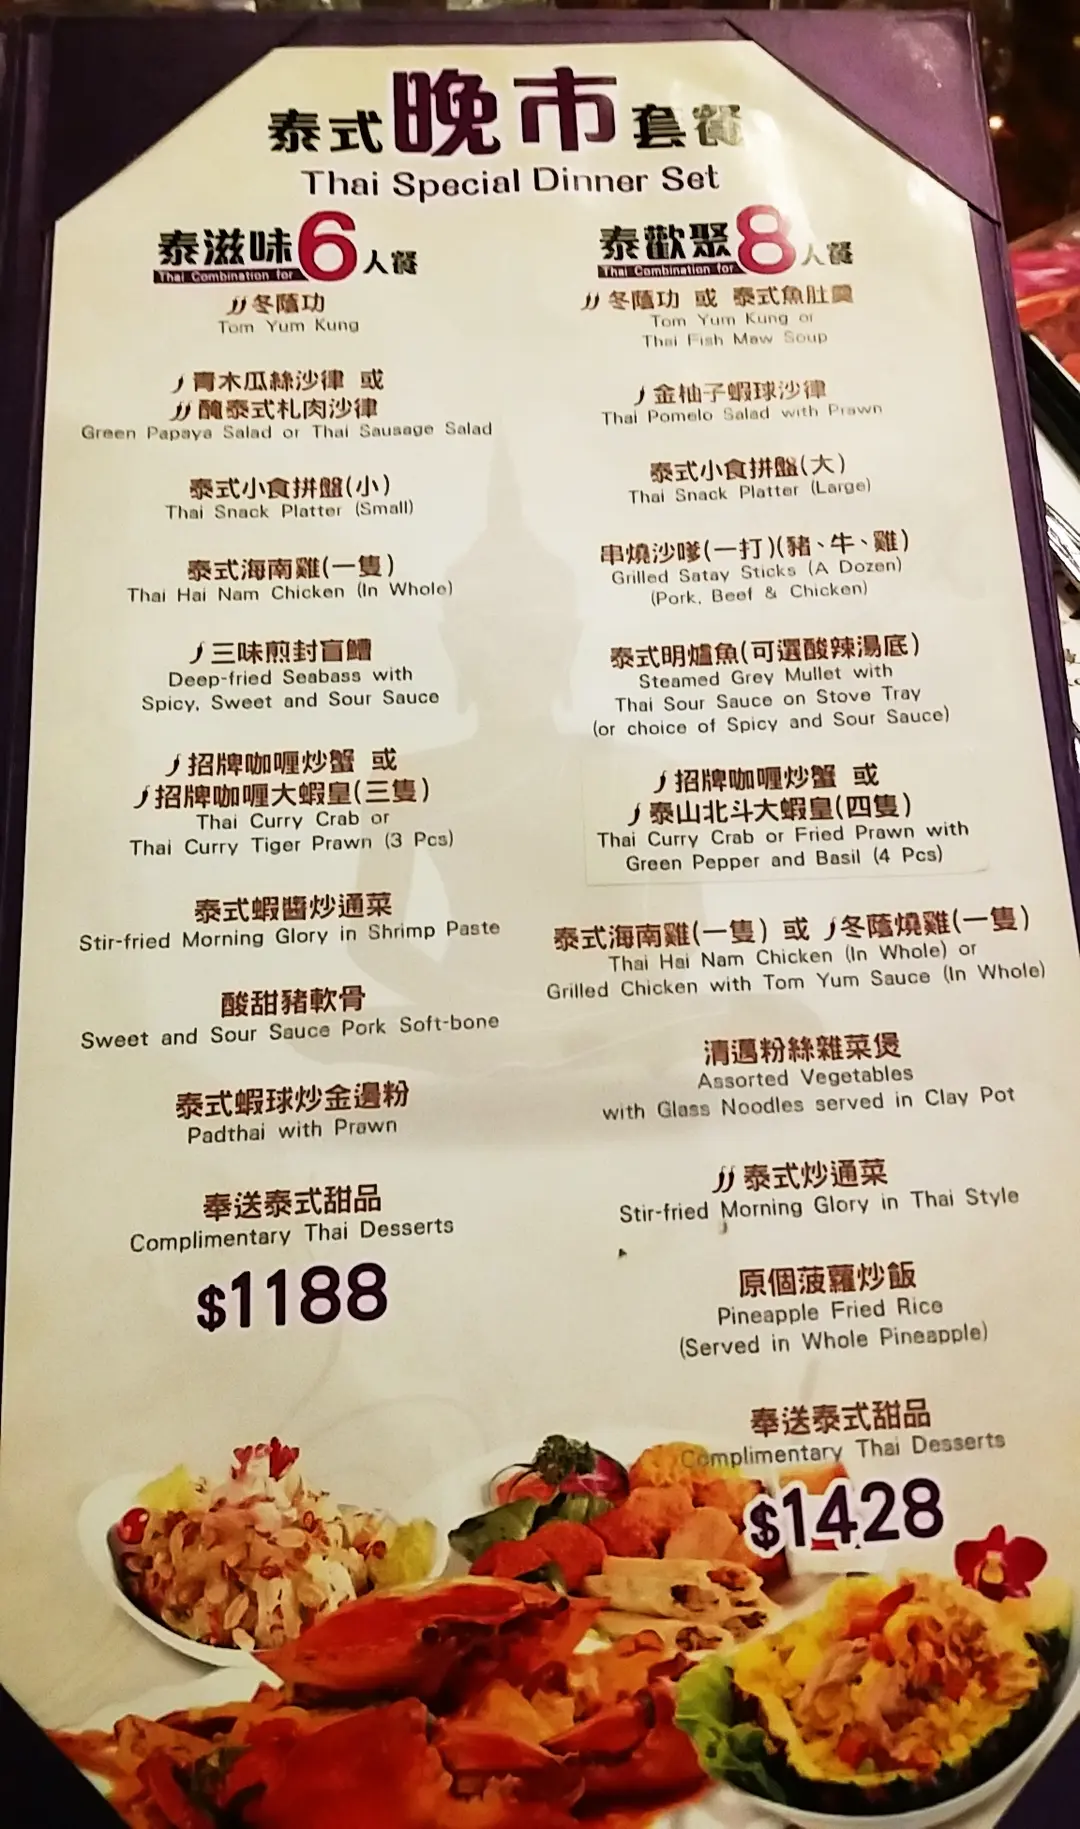 泰式晚市套餐
Thai Special Dinner Set
泰滋味6人餐
Thai Combination for
冬蔭功
Tom Yum Kung
青木瓜絲沙律 或
醃泰式札肉沙律
Green Papaya Salad or Thai Sausage Salad
泰式小食拼盤(小)
Thai Snack Platter (Small)
泰式海南雞(一隻)
Thai Hai Nam Chicken (In Whole)
三味煎封盲鰽
Deep-fried Seabass with
Spicy, Sweet and Sour Sauce
招牌咖喱炒蟹 或
招牌咖喱大蝦皇(三隻)
Thai Curry Crab or
Thai Curry Tiger Prawn (3 Pcs)
泰式蝦醬炒通菜
Stir-fried Morning Glory in Shrimp Paste
酸甜豬軟骨
Sweet and Sour Sauce Pork Soft-bone
泰式蝦球炒金邊粉
Padthai with Prawn
奉送泰式甜品
Complimentary Thai Desserts
$1188
泰歡聚8人餐
Thai Combination for
冬蔭功 或 泰式魚肚羹
Tom Yum Kung or
Thai Fish Maw Soup
金柚子蝦球沙律
Thai Pomelo Salad with Prawn
泰式小食拼盤(大)
Thai Snack Platter (Large)
串燒沙嗲(一打)(豬、牛、雞)
Grilled Satay Sticks (A Dozen)
(Pork, Beef & Chicken)
泰式明爐魚(可選酸辣湯底)
Steamed Grey Mullet with
Thai Sour Sauce on Stove Tray
(or choice of Spicy and Sour Sauce)
招牌咖喱炒蟹 或
泰山北斗大蝦皇(四隻)
Thai Curry Crab or Fried Prawn with
Green Pepper and Basil (4 Pcs)
泰式海南雞(一隻) 或 冬蔭燒雞(一隻)
Thai Hai Nam Chicken (In Whole) or
Grilled Chicken with Tom Yum Sauce (In Whole)
清邁粉絲雜菜煲
Assorted Vegetables
with Glass Noodles served in Clay Pot
泰式炒通菜
Stir-fried Morning Glory in Thai Style
原個菠蘿炒飯
Pineapple Fried Rice
(Served in Whole Pineapple)
奉送泰式甜品
Complimentary Thai Desserts
$1428